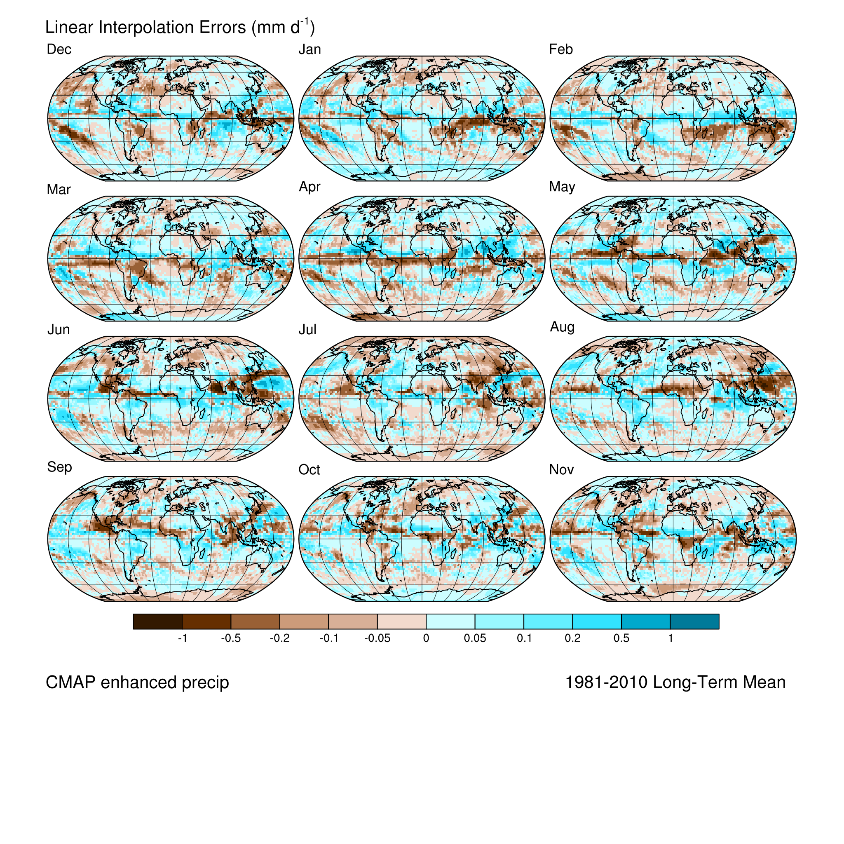 Linear Interpolation Errors (mm d-1)
Dec Jan Feb
Mar Apr May
Jun Jul Aug
Sep Oct Nov
-1 -0.5 -0.2 -0.1 -0.05 0 0.05 0.1 0.2 0.5 1
CMAP enhanced precip 1981-2010 Long-Term Mean